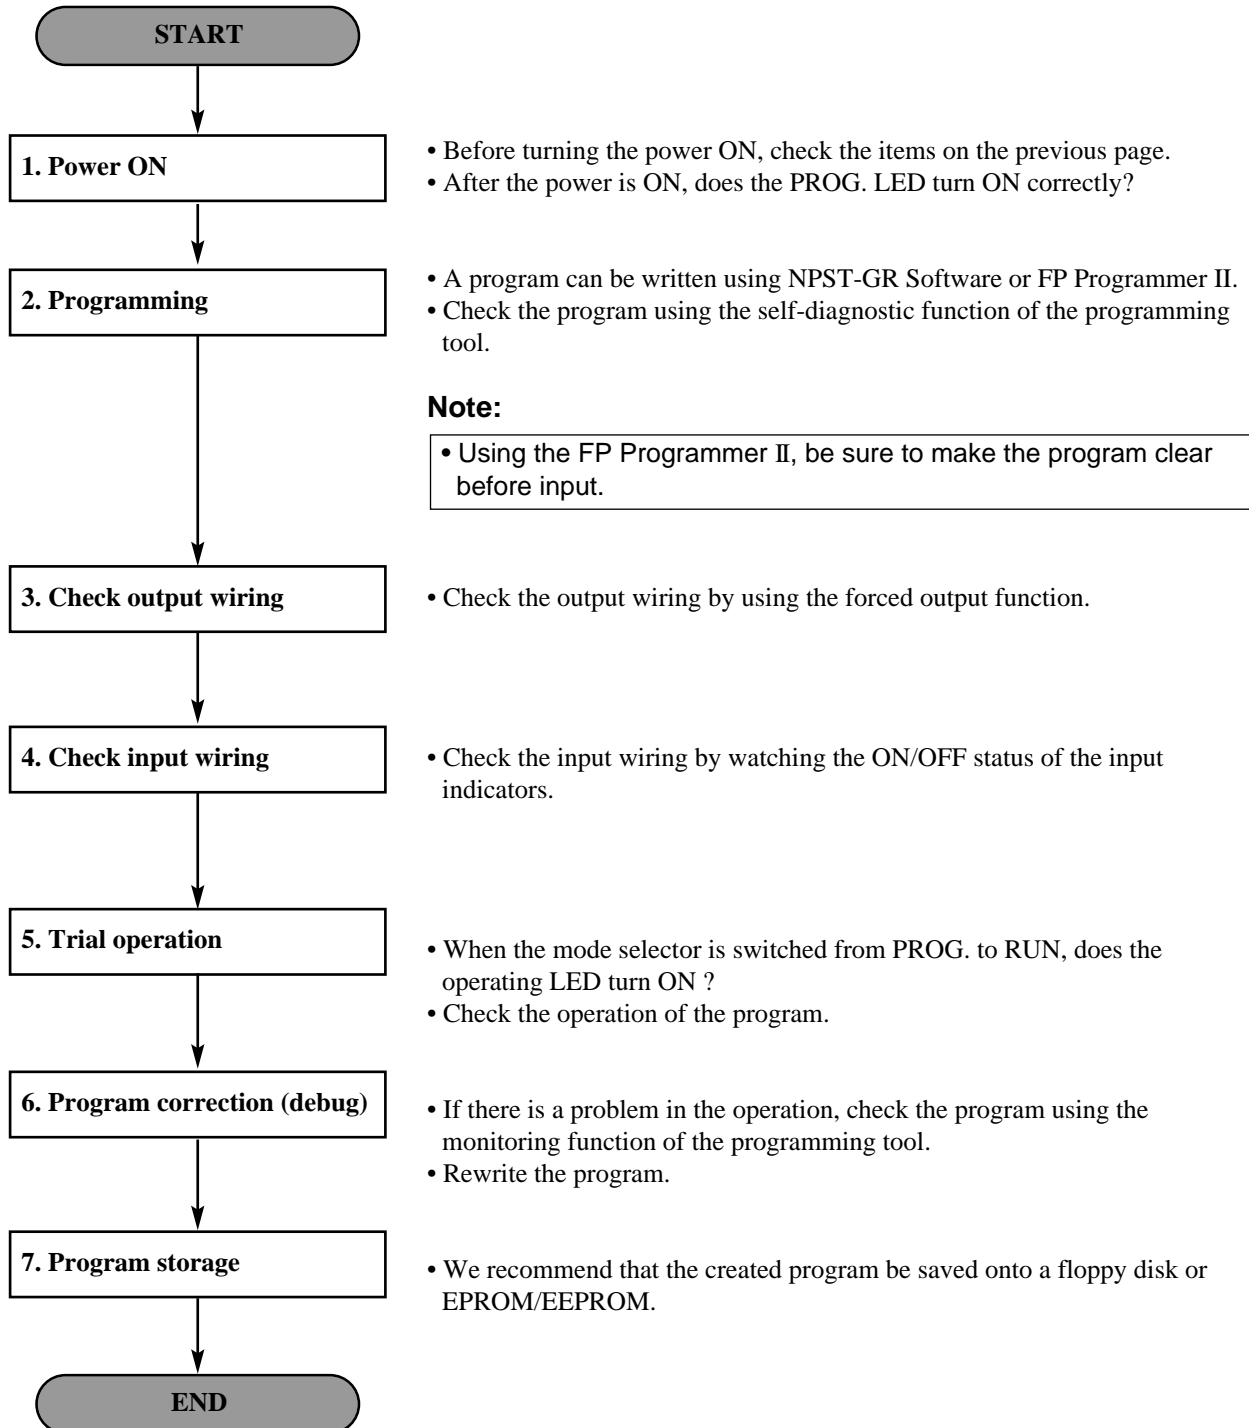 START
1. Power ON
• Before turning the power ON, check the items on the previous page.
• After the power is ON, does the PROG. LED turn ON correctly?
2. Programming
• A program can be written using NPST-GR Software or FP Programmer II.
• Check the program using the self-diagnostic function of the programming
tool.
Note:
• Using the FP Programmer II, be sure to make the program clear
before input.
3. Check output wiring
• Check the output wiring by using the forced output function.
4. Check input wiring
• Check the input wiring by watching the ON/OFF status of the input
indicators.
5. Trial operation
• When the mode selector is switched from PROG. to RUN, does the
operating LED turn ON ?
• Check the operation of the program.
6. Program correction (debug)
• If there is a problem in the operation, check the program using the
monitoring function of the programming tool.
• Rewrite the program.
7. Program storage
• We recommend that the created program be saved onto a floppy disk or
EPROM/EEPROM.
END